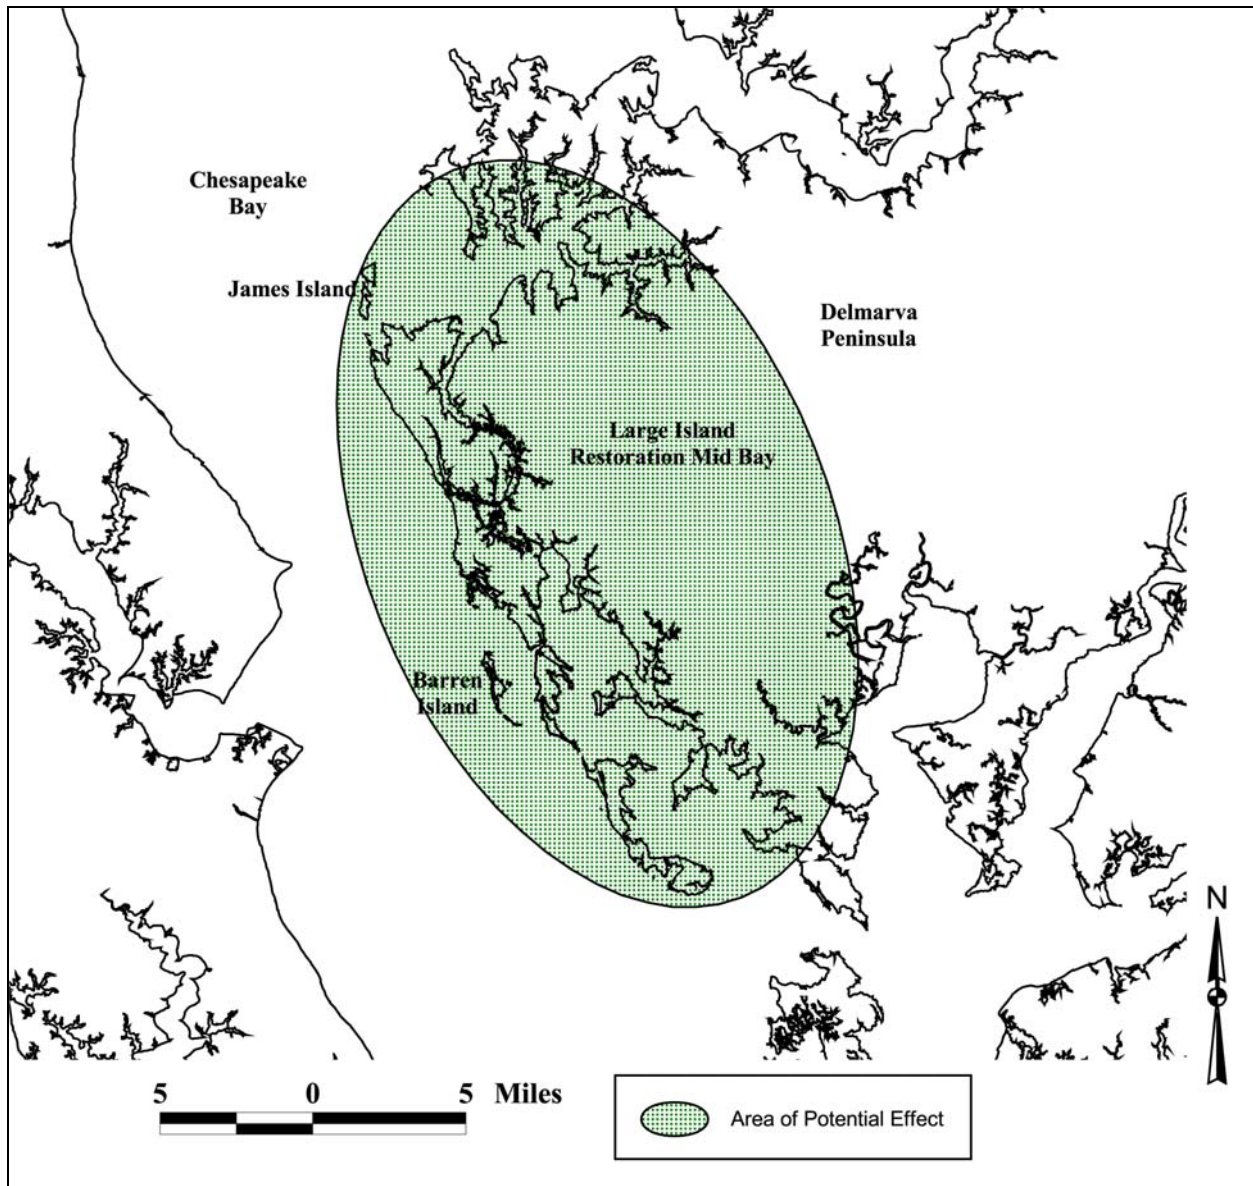 Chesapeake
Bay
James Island
Delmarva
Peninsula
Large Island
Restoration Mid Bay
Barren
Island
N
5 0 5 Miles
Area of Potential Effect